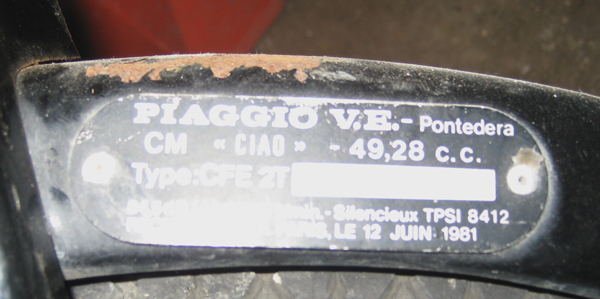 PIAGGIO V.E. - Pontedera
CM « CIAO » - 49,28 c.c.
Type: CFE 2T
- Silencieux TPSI 8412
LE 12 JUIN 1981